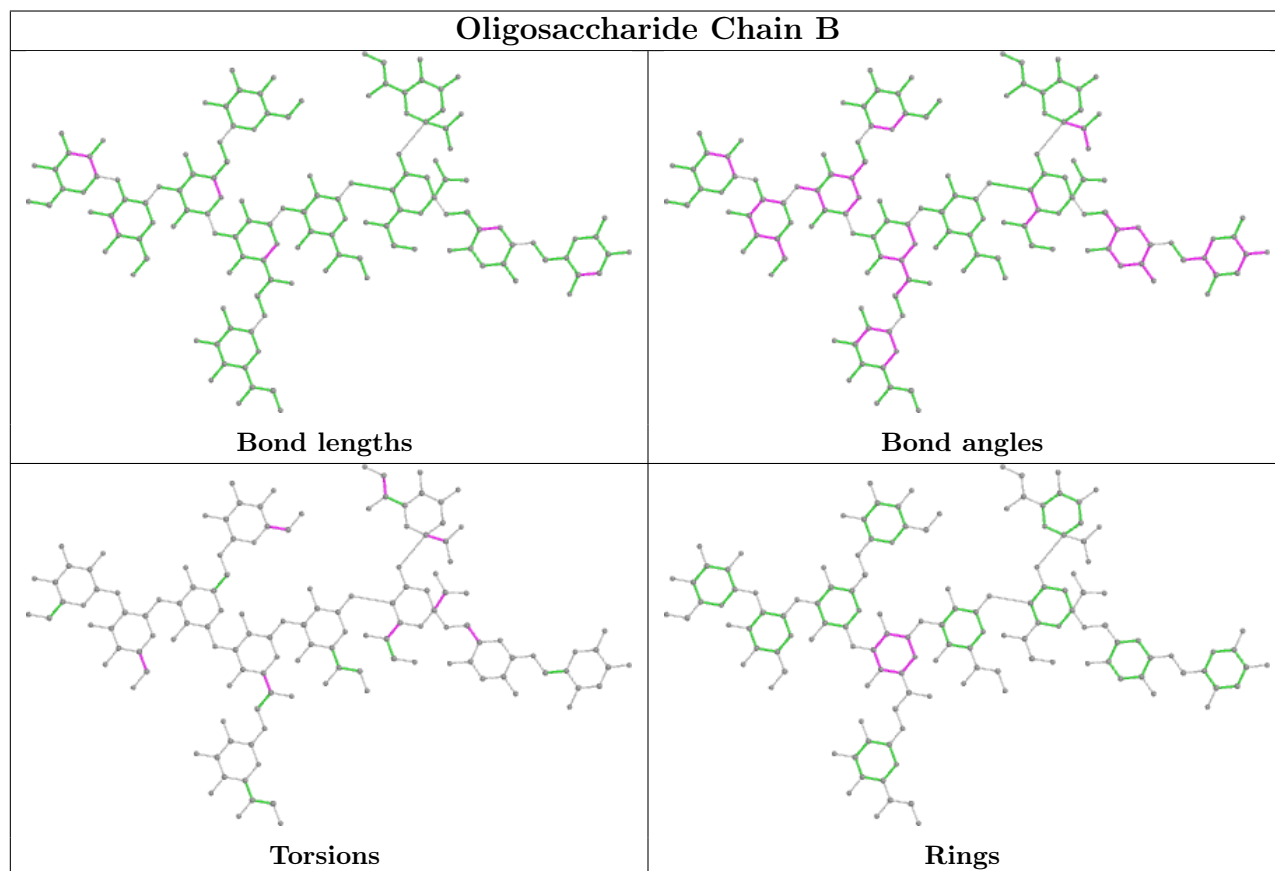 Oligosaccharide Chain B
Bond lengths
Bond angles
Torsions
Rings